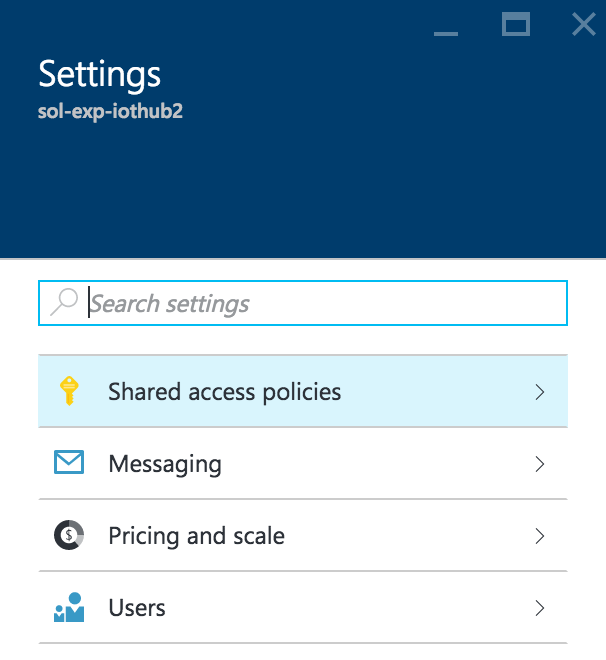 Settings
sol-exp-iothub2
Search settings
Shared access policies
Messaging
Pricing and scale
Users